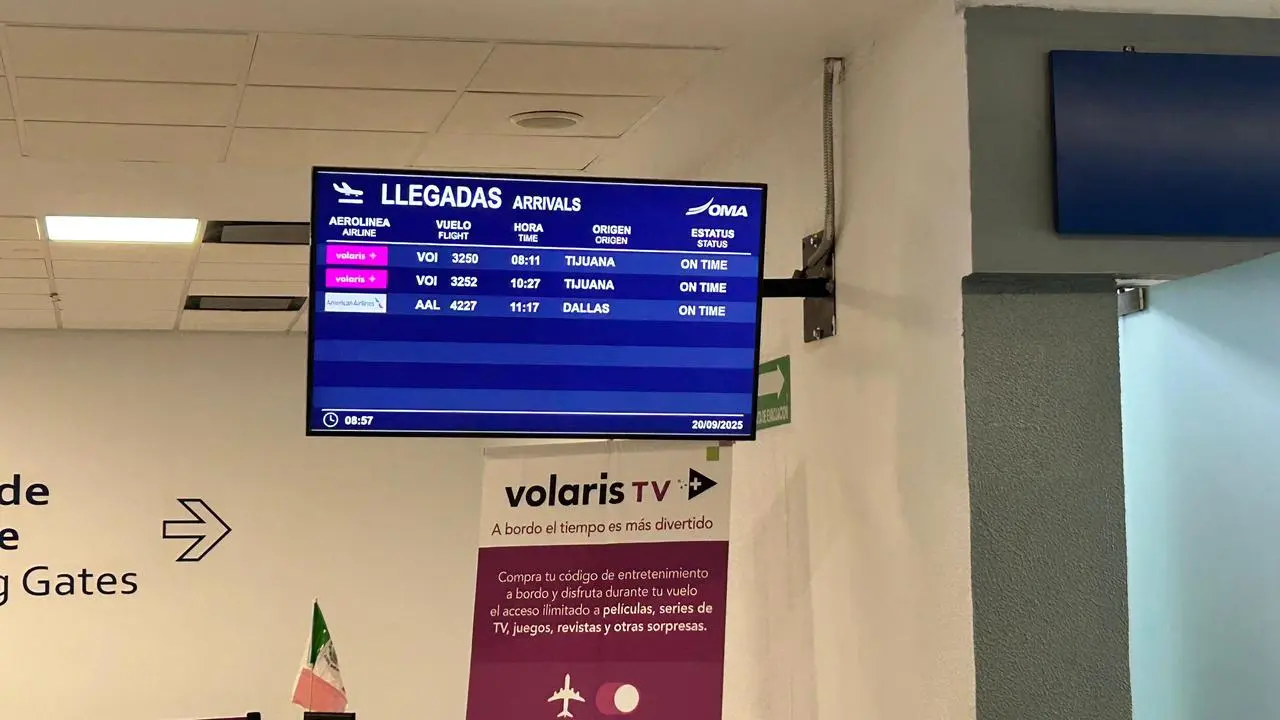 LLEGADAS ARRIVALS
OMA
AEROLINEA VUELO HORA ORIGEN ESTATUS
AIRLINE FLIGHT TIME ORIGEN STATUS
volaris VOI 3250 08:11 TIJUANA ON TIME
volaris VOI 3252 10:27 TIJUANA ON TIME
American Airlines AAL 4227 11:17 DALLAS ON TIME
08:57 20/09/2025
DE EVACUACIÓN
de
e
g Gates
volaris TV
A bordo el tiempo es más divertido
Compra tu código de entretenimiento
a bordo y disfruta durante tu vuelo
el acceso ilimitado a películas, series de
TV, juegos, revistas y otras sorpresas.